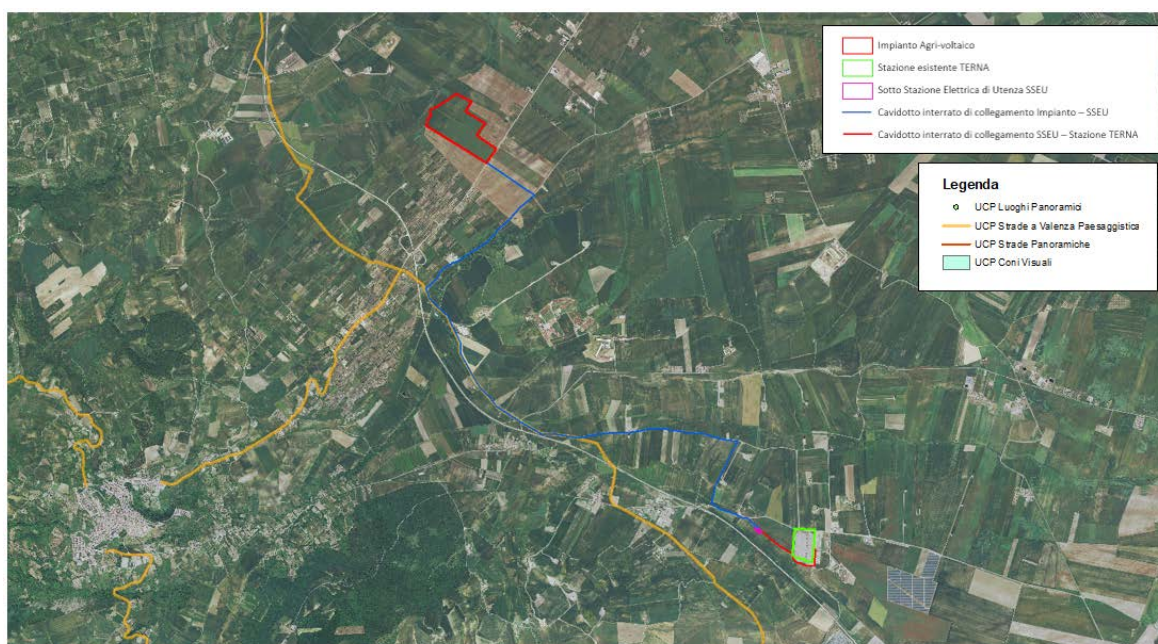 Impianto Agri-voltaico
Stazione esistente TERNA
Sotto Stazione Elettrica di Utenza SSEU
Cavidotto interrato di collegamento Impianto – SSEU
Cavidotto interrato di collegamento SSEU – Stazione TERNA
Legenda
UCP Luoghi Panoramici
UCP Strade a Valenza Paesaggistica
UCP Strade Panoramiche
UCP Coni Visuali